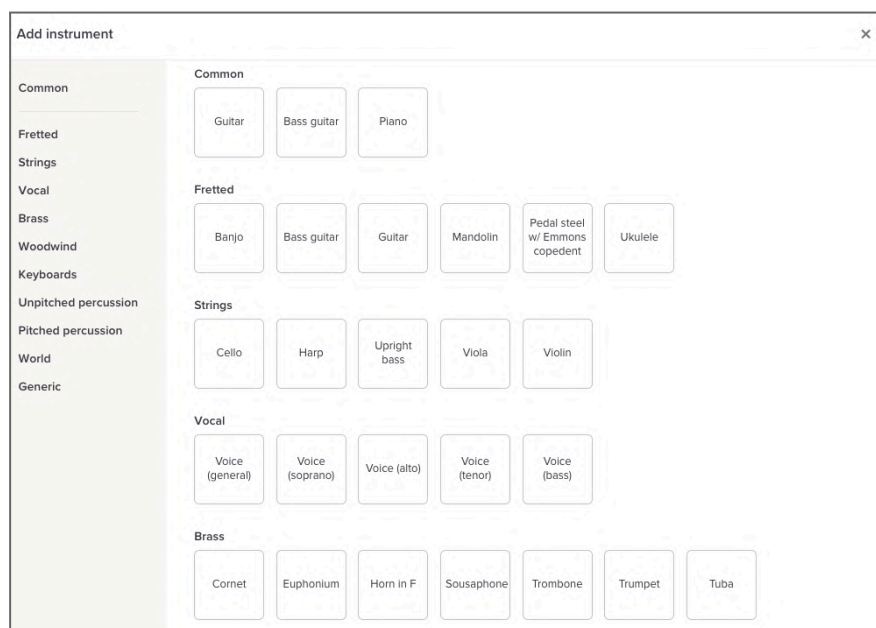 Add instrument
×
Common
Fretted
Strings
Vocal
Brass
Woodwind
Keyboards
Unpitched percussion
Pitched percussion
World
Generic
Common
Guitar
Bass guitar
Piano
Fretted
Banjo
Bass guitar
Guitar
Mandolin
Pedal steel
w/ Emmons
copedent
Ukulele
Strings
Cello
Harp
Upright
bass
Viola
Violin
Vocal
Voice
(general)
Voice
(soprano)
Voice (alto)
Voice
(tenor)
Voice
(bass)
Brass
Cornet
Euphonium
Horn in F
Sousaphone
Trombone
Trumpet
Tuba